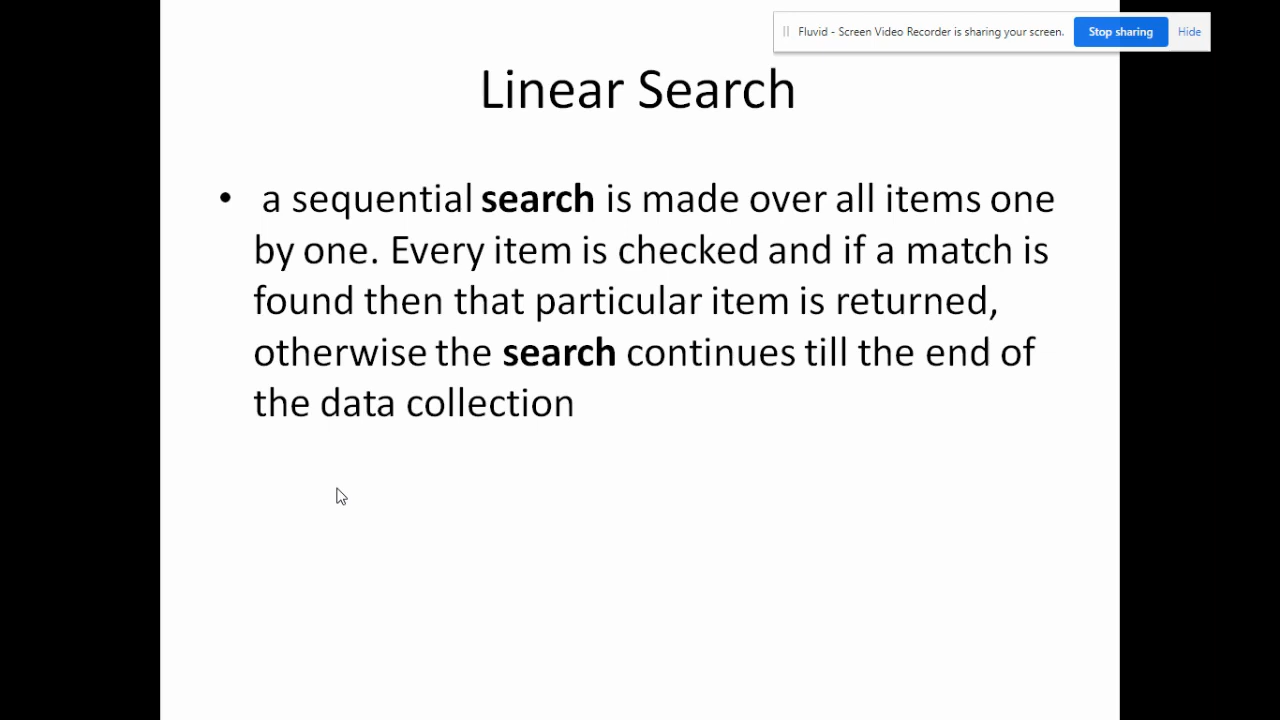 Fluvid - Screen Video Recorder is sharing your screen. Stop sharing Hide
Linear Search
• a sequential search is made over all items one
by one. Every item is checked and if a match is
found then that particular item is returned,
otherwise the search continues till the end of
the data collection